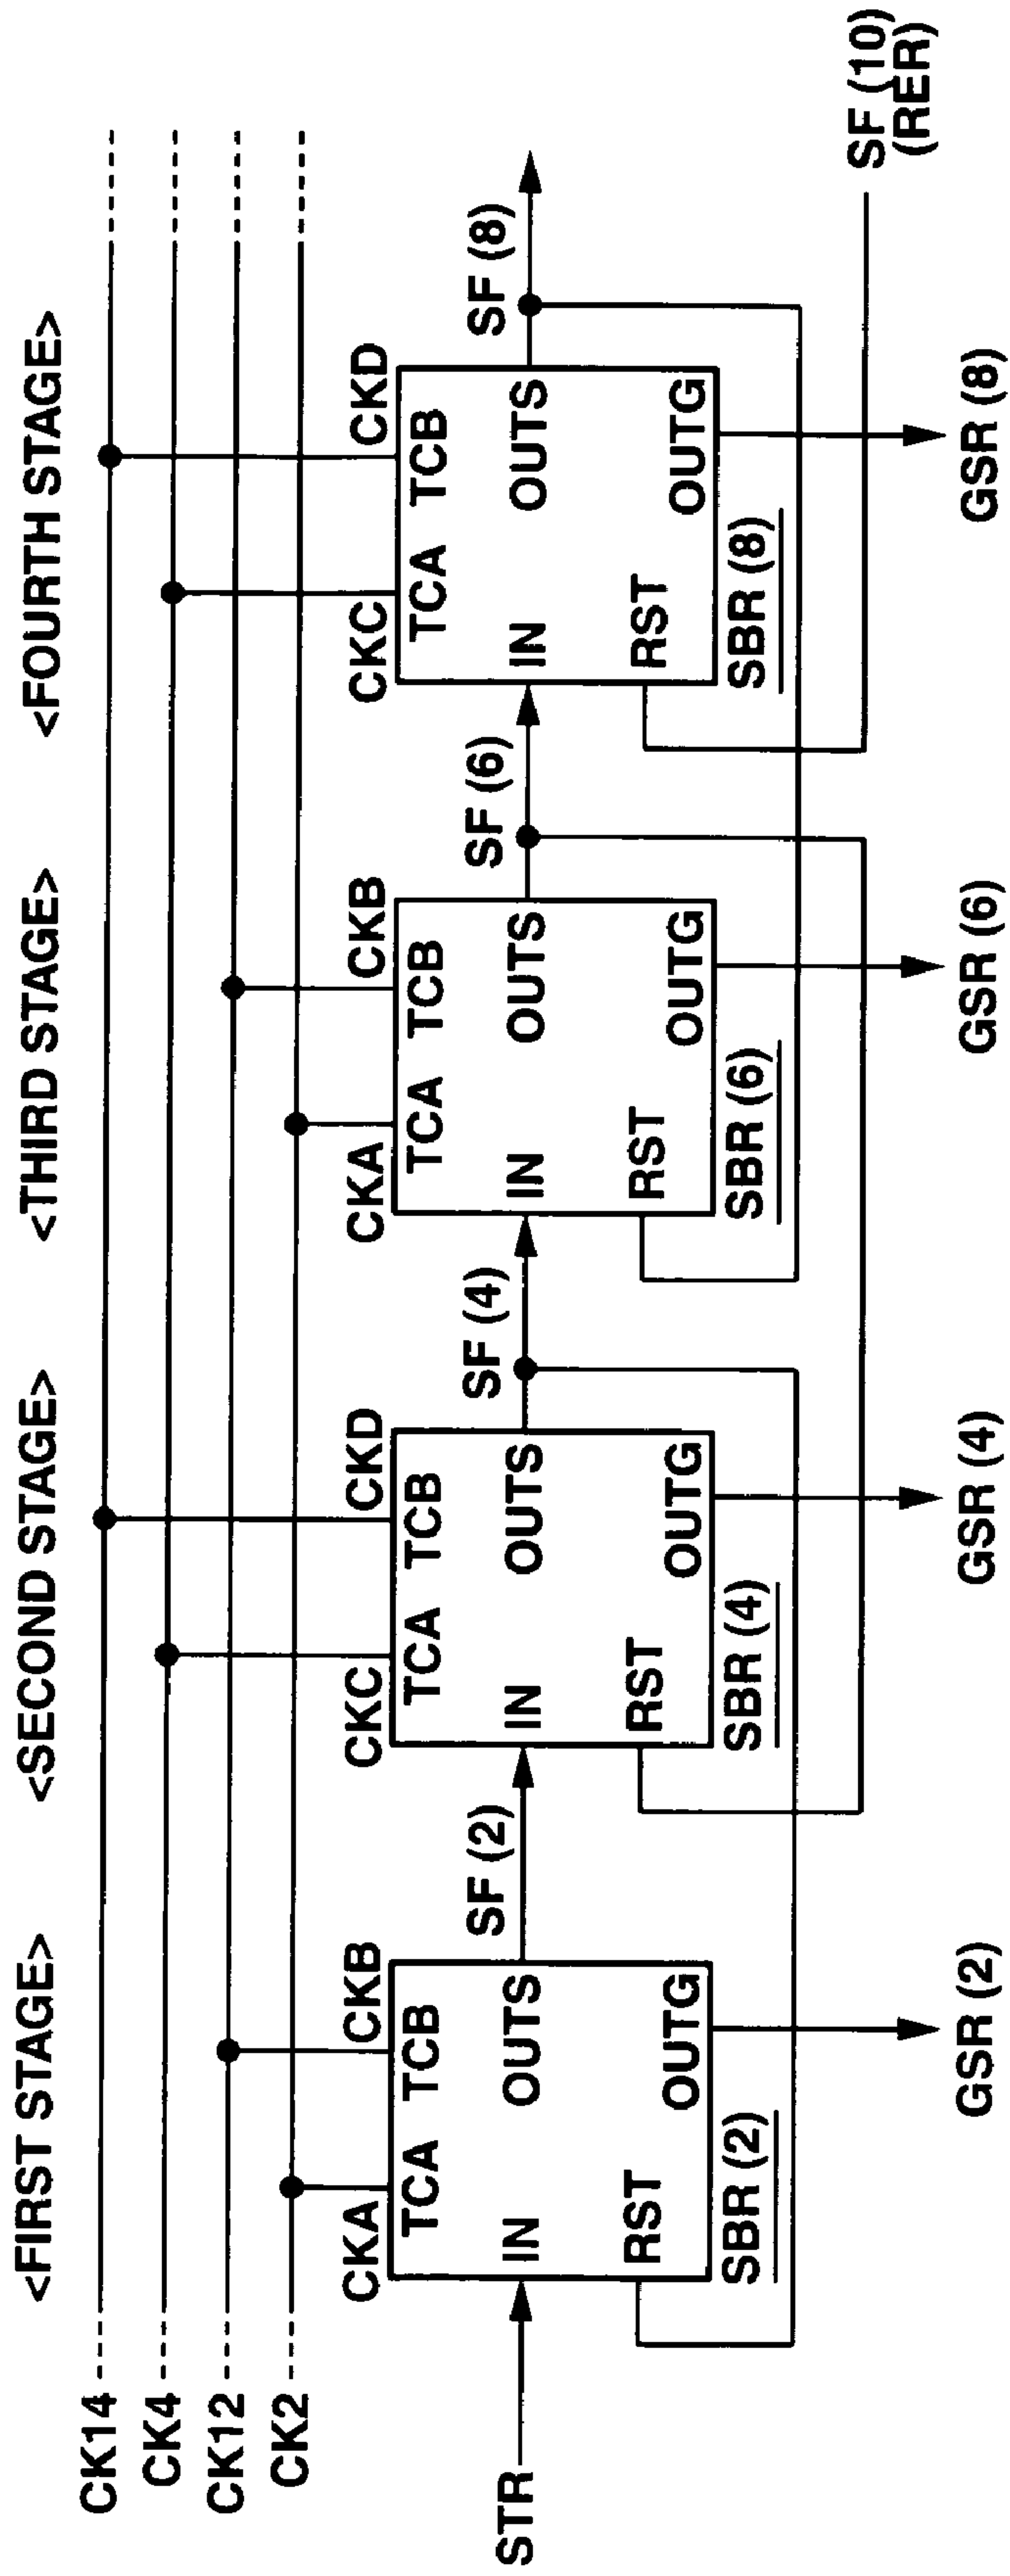 <FIRST STAGE>
<SECOND STAGE>
<THIRD STAGE>
<FOURTH STAGE>
CK14
CK4
CK12
CK2
CKA
CKB
CKC
CKD
CKA
CKB
CKC
CKD
TCA TCB
TCA TCB
TCA TCB
TCA TCB
STR
IN
OUTS
SF (2)
IN
OUTS
SF (4)
IN
OUTS
SF (6)
IN
OUTS
SF (8)
RST
OUTG
RST
OUTG
RST
OUTG
RST
OUTG
SBR (2)
SBR (4)
SBR (6)
SBR (8)
SF (10)
(RER)
GSR (2)
GSR (4)
GSR (6)
GSR (8)